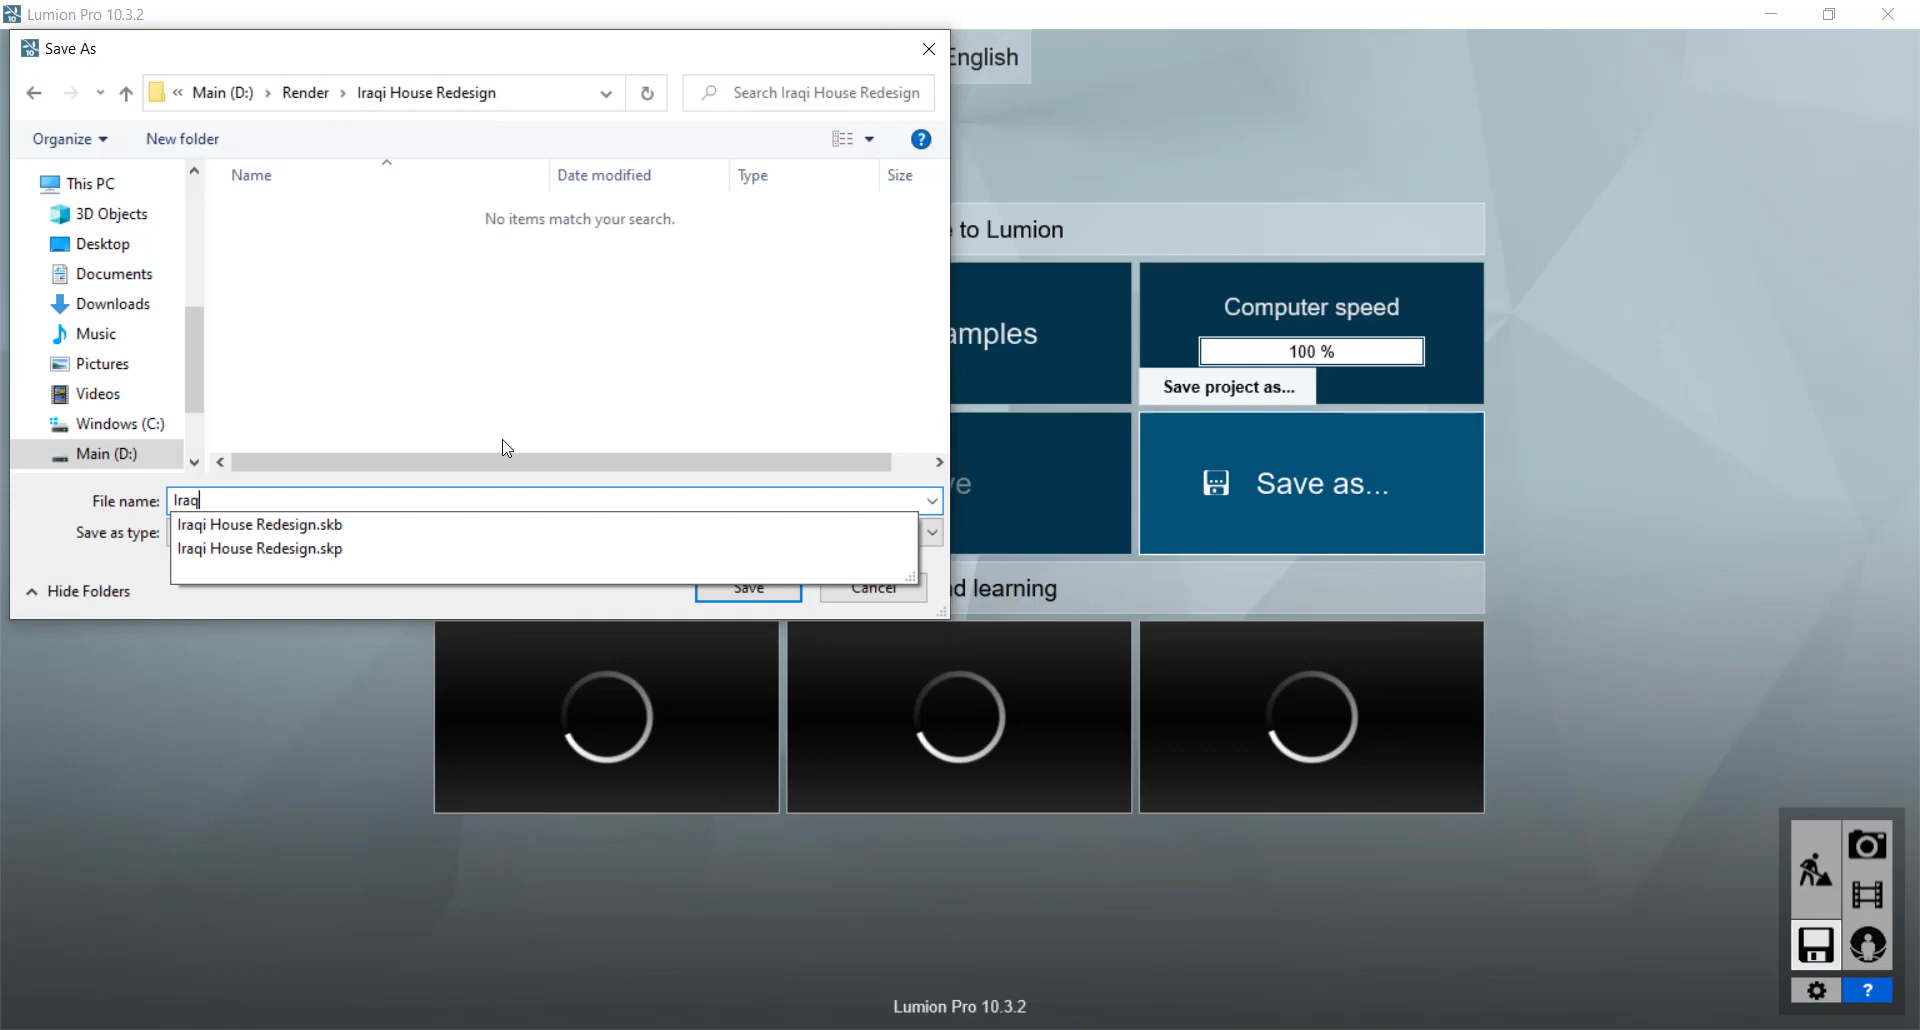 Lumion Pro 10.3.2
Save As
English
« Main (D:) › Render › Iraqi House Redesign
Search Iraqi House Redesign
Organize
New folder
?
Name
Date modified
Type
Size
No items match your search.
This PC
3D Objects
Desktop
Documents
Downloads
Music
Pictures
Videos
Windows (C:)
Main (D:)
File name: Iraq
Save as type:
Iraqi House Redesign.skb
Iraqi House Redesign.skp
Hide Folders
Save
Cancel
to Lumion
amples
Computer speed
100 %
Save project as...
Save as...
d learning
Lumion Pro 10.3.2
?